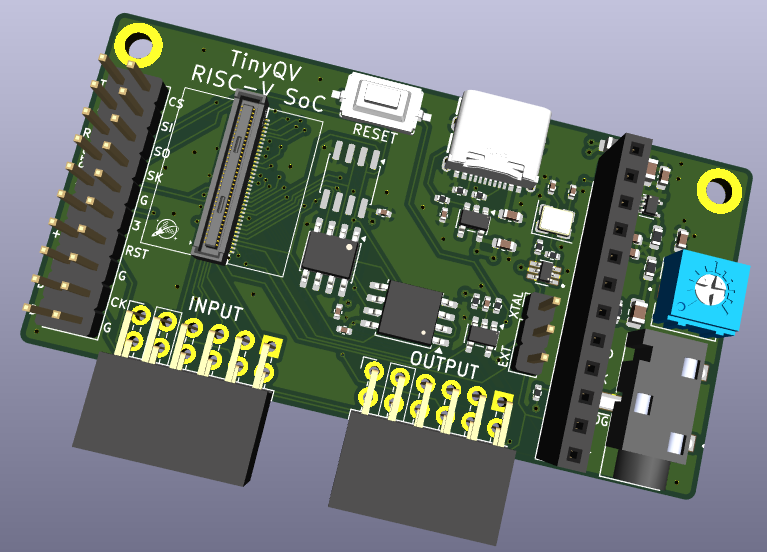 TinyQV
RISC-V SoC
RESET
CS
SI
SO
SK
G
3
RST
G
CK
G
+
INPUT
OUTPUT
EXT
XTAL